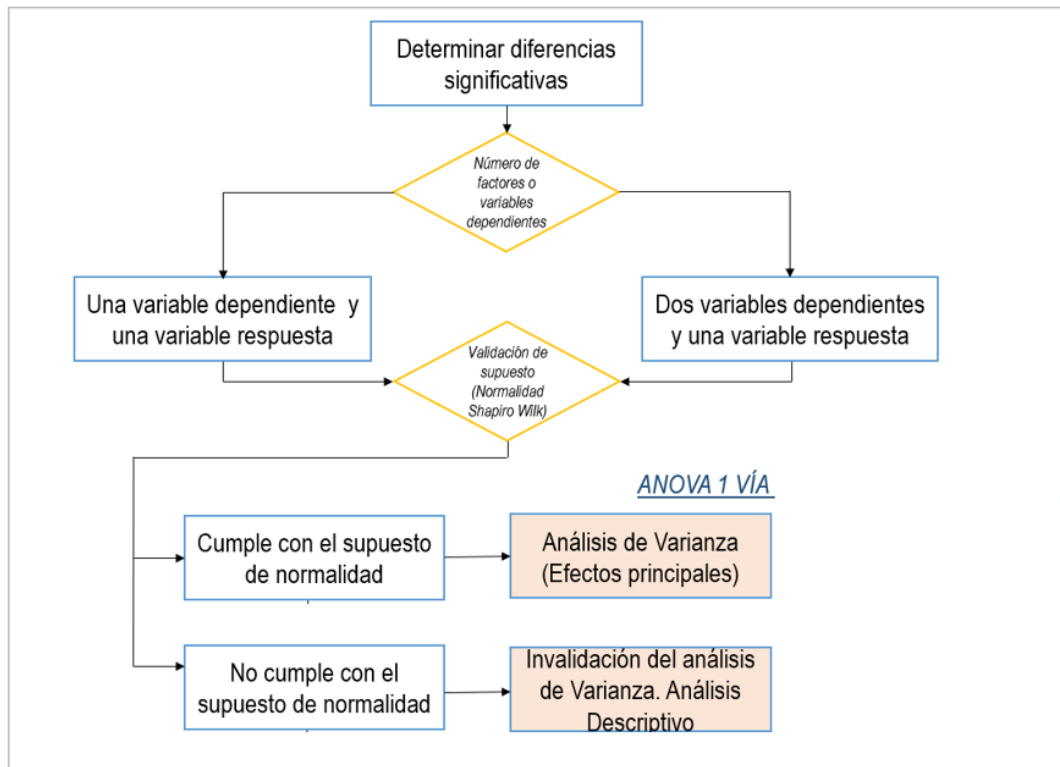 Determinar diferencias
significativas
Número de
factores o
variables
dependientes
Una variable dependiente y
una variable respuesta
Dos variables dependientes
y una variable respuesta
Validación de
supuesto
(Normalidad
Shapiro Wilk)
ANOVA 1 VÍA
Cumple con el supuesto
de normalidad
Análisis de Varianza
(Efectos principales)
No cumple con el
supuesto de normalidad
Invalidación del análisis
de Varianza. Análisis
Descriptivo